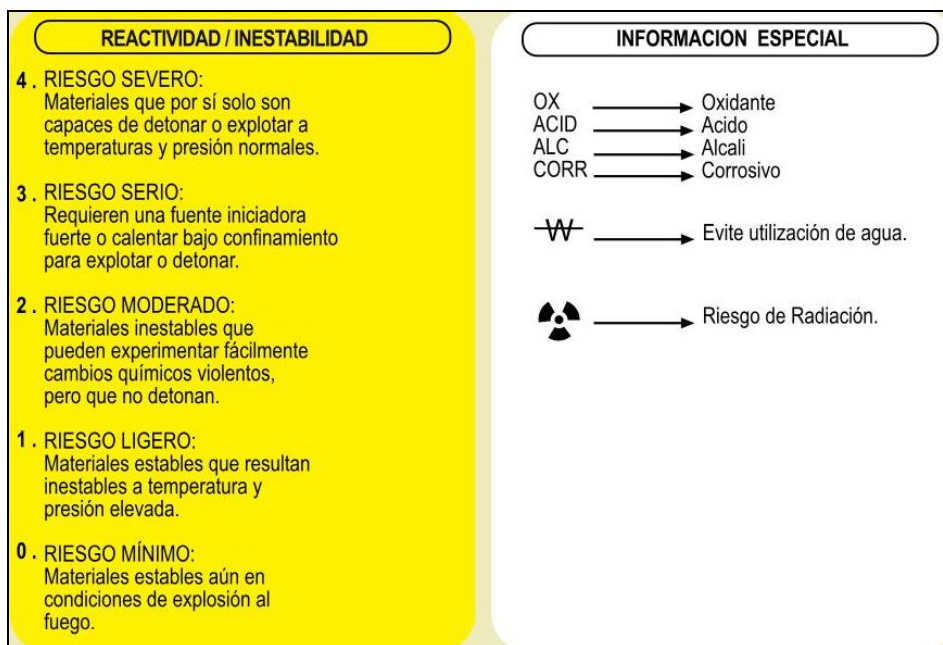 REACTIVIDAD / INESTABILIDAD
4 . RIESGO SEVERO:
Materiales que por sí solo son
capaces de detonar o explotar a
temperaturas y presión normales.
3 . RIESGO SERIO:
Requieren una fuente iniciadora
fuerte o calentar bajo confinamiento
para explotar o detonar.
2 . RIESGO MODERADO:
Materiales inestables que
pueden experimentar fácilmente
cambios químicos violentos,
pero que no detonan.
1 . RIESGO LIGERO:
Materiales estables que resultan
inestables a temperatura y
presión elevada.
0 . RIESGO MÍNIMO:
Materiales estables aún en
condiciones de explosión al
fuego.
INFORMACION ESPECIAL
OX Oxidante
ACID Acido
ALC Alcali
CORR Corrosivo
W Evite utilización de agua.
Riesgo de Radiación.